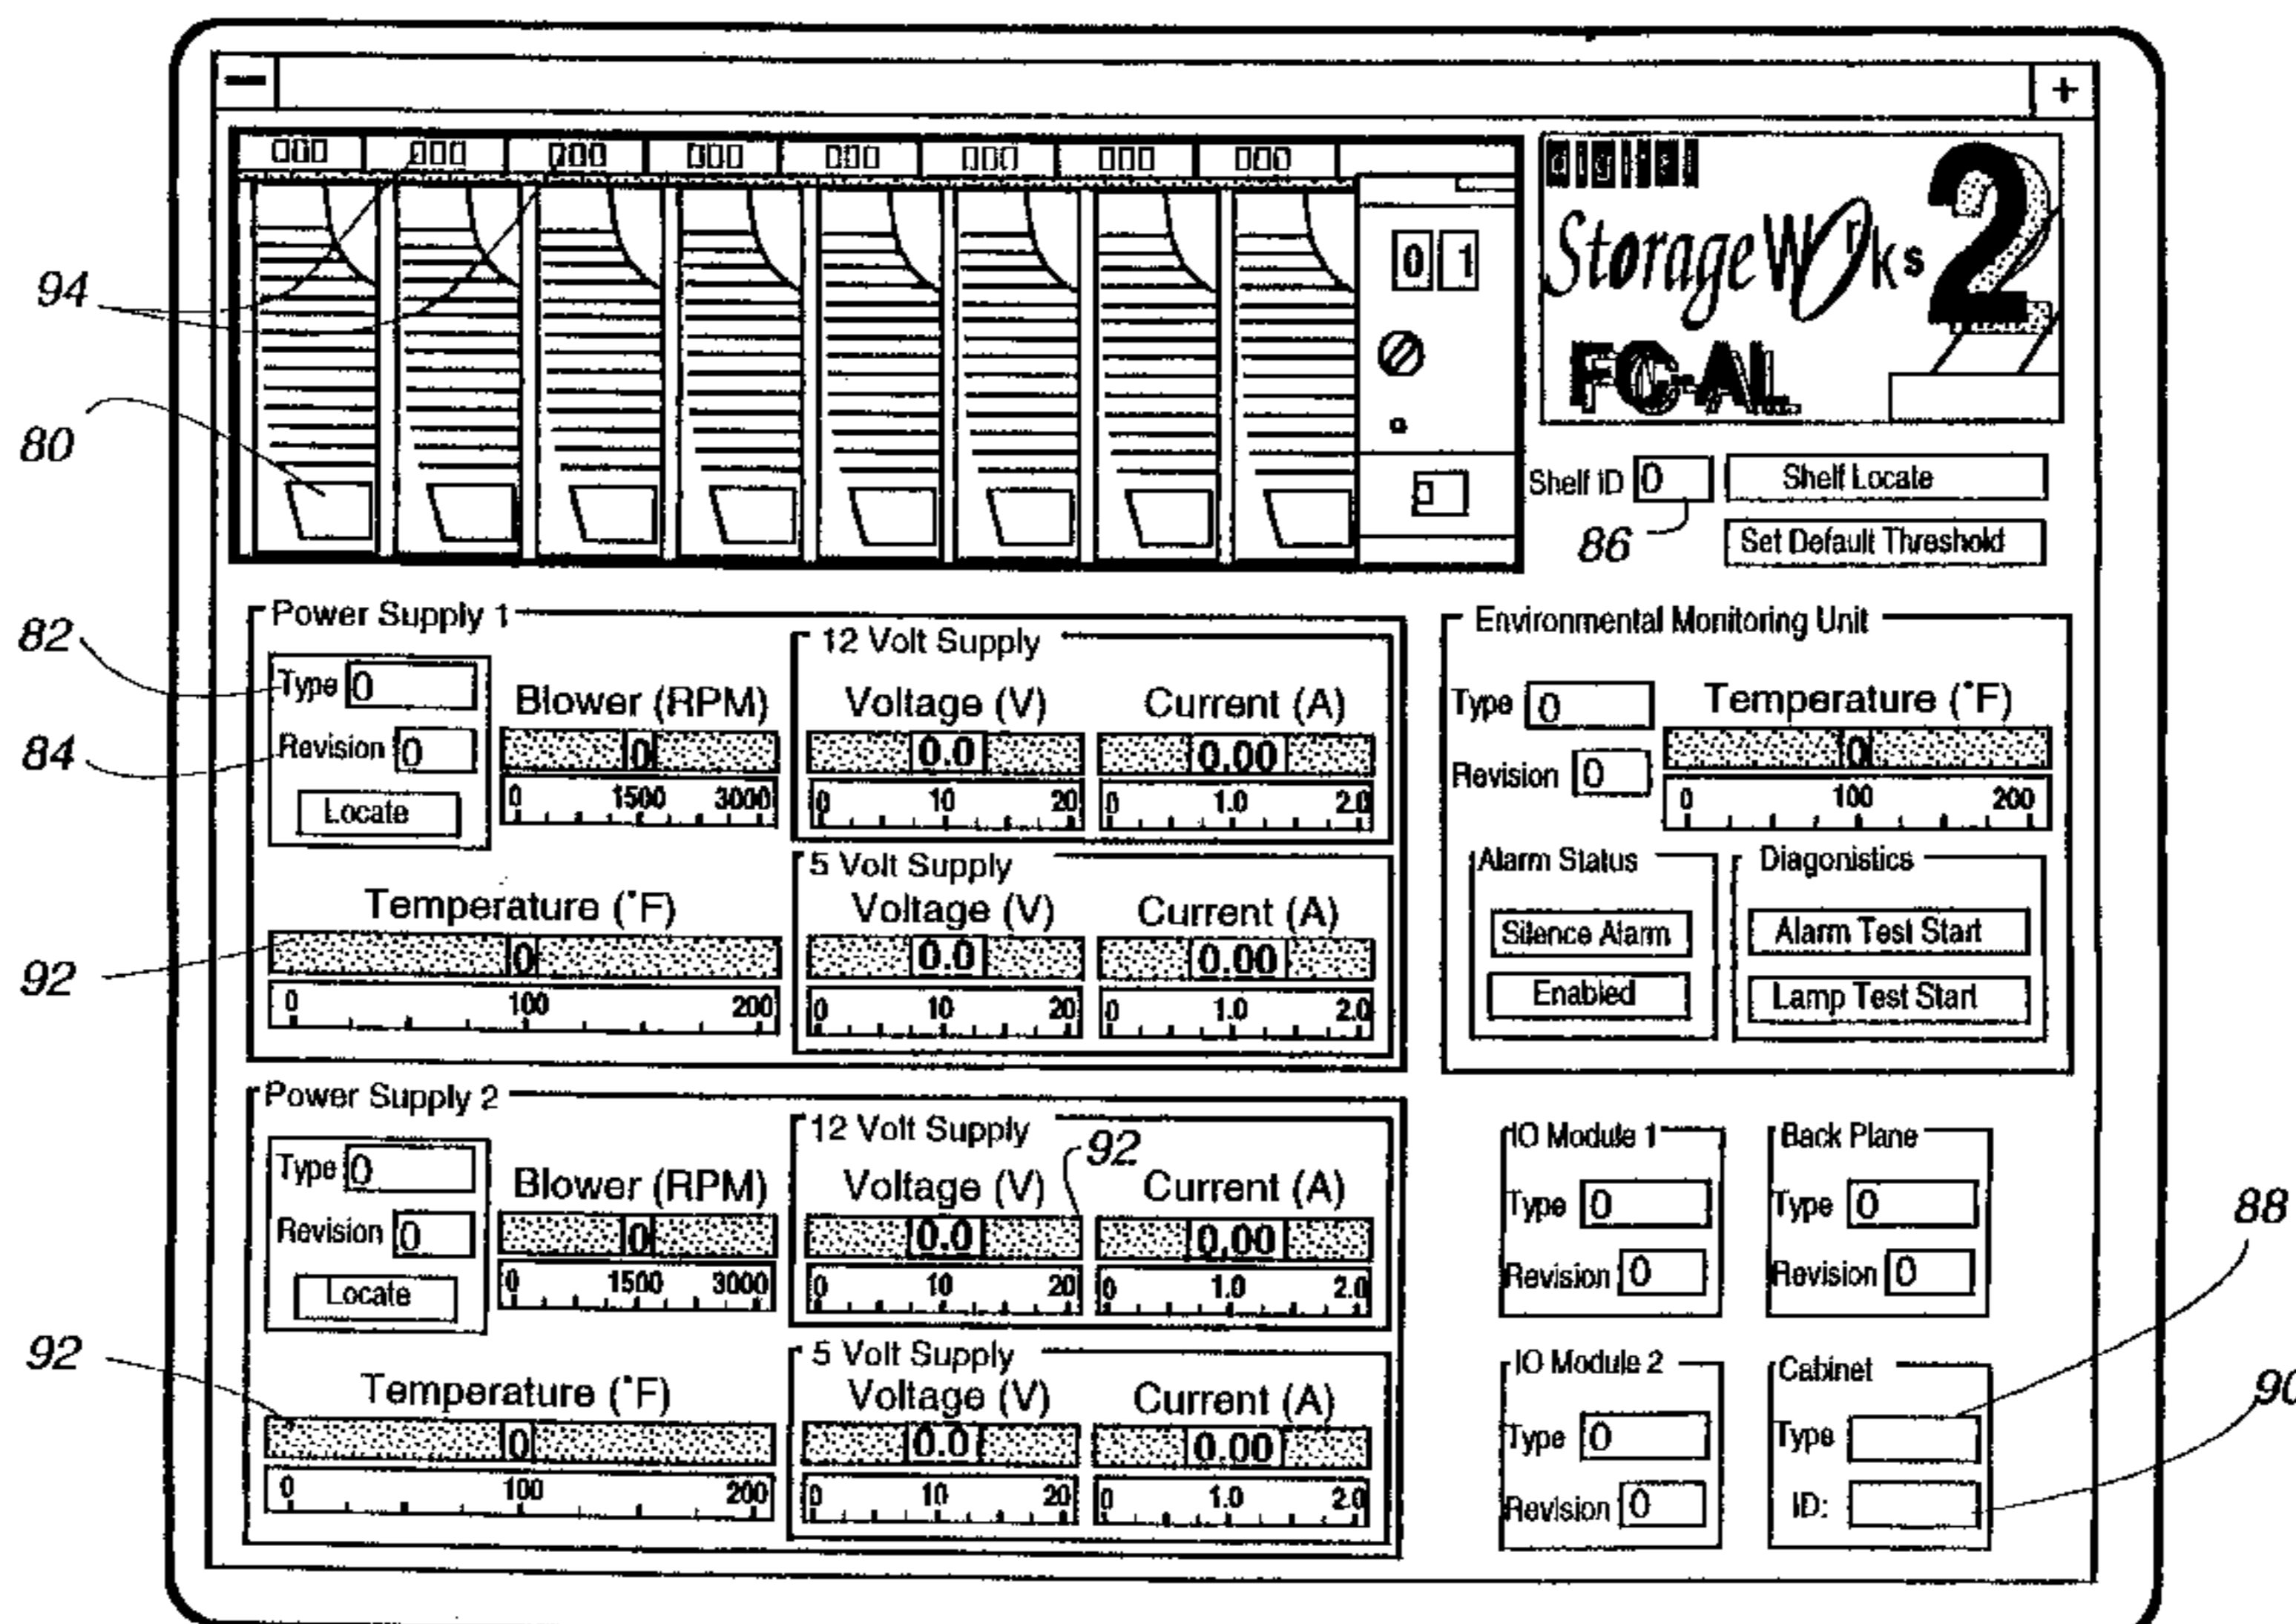 − +
digital
StorageWorks 2
FC-AL
0 1
94
80
Shelf ID 0 Shelf Locate
86
Set Default Threshold
Power Supply 1
82
Type 0
84
Revision 0
Locate
Blower (RPM)
0
0 1500 3000
12 Volt Supply
Voltage (V) Current (A)
0.0 0.00
0 10 20 0 1.0 2.0
Temperature (°F)
92
0
0 100 200
5 Volt Supply
Voltage (V) Current (A)
0.0 0.00
0 10 20 0 1.0 2.0
Environmental Monitoring Unit
Type 0
Revision 0
Temperature (°F)
0
0 100 200
Alarm Status
Silence Alarm
Enabled
Diagonistics
Alarm Test Start
Lamp Test Start
Power Supply 2
Type 0
Revision 0
Locate
Blower (RPM)
0
0 1500 3000
12 Volt Supply
92
Voltage (V) Current (A)
0.0 0.00
0 10 20 0 1.0 2.0
92
Temperature (°F)
0
0 100 200
5 Volt Supply
Voltage (V) Current (A)
0.0 0.00
0 10 20 0 1.0 2.0
IO Module 1
Type 0
Revision 0
Back Plane
Type 0
Revision 0
88
IO Module 2
Type 0
Revision 0
Cabinet
Type
ID:
90